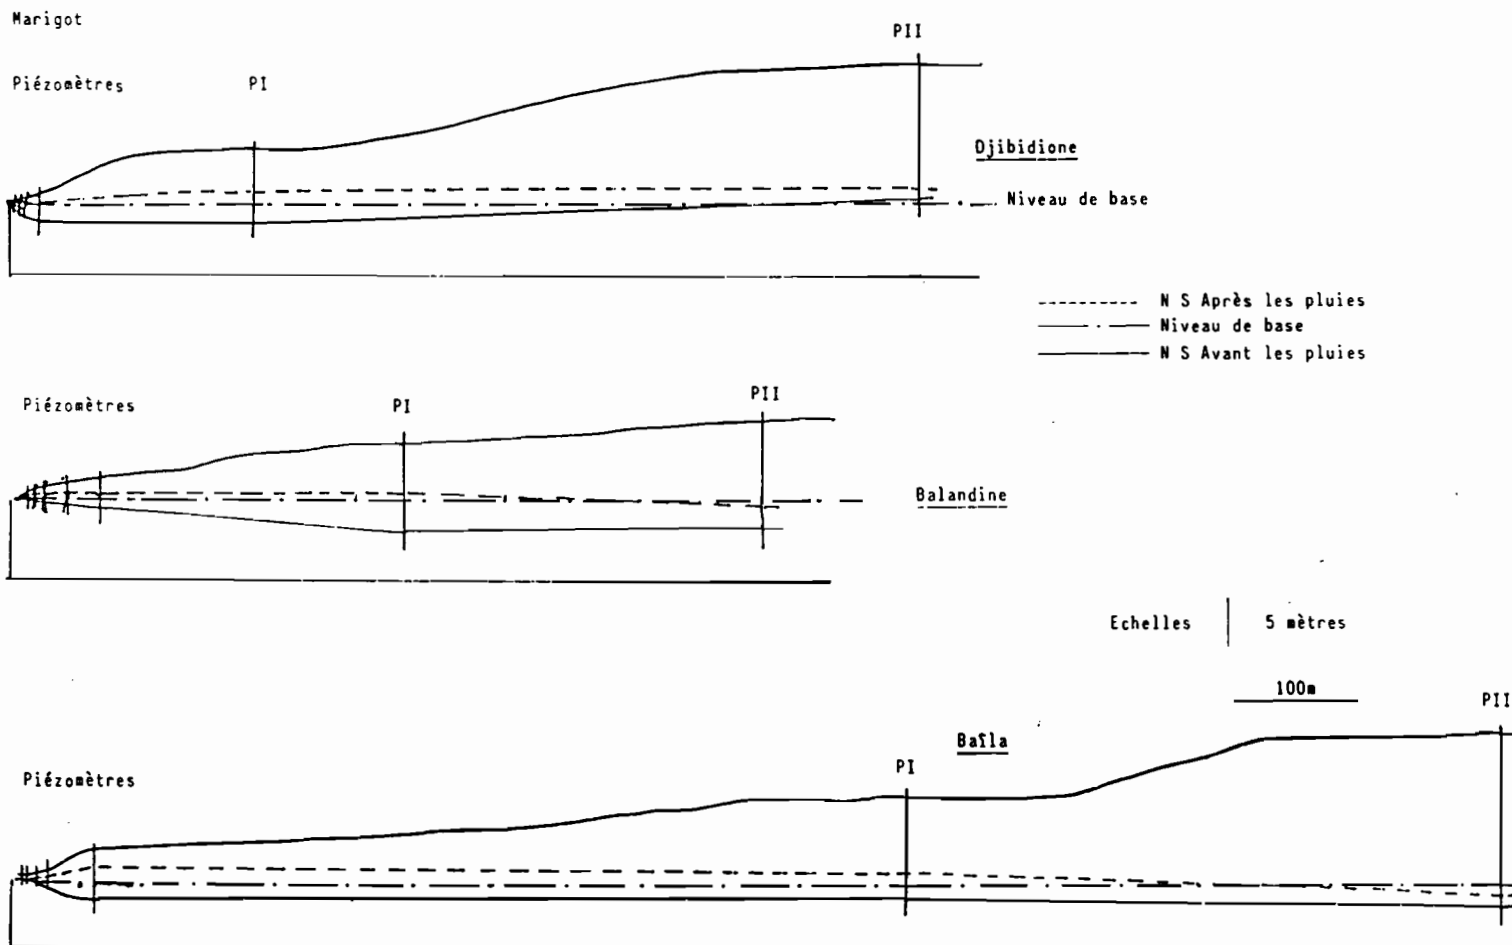 Marigot
PII
Piézomètres PI
Djibidione
Niveau de base
N S Après les pluies
Niveau de base
N S Avant les pluies
Piézomètres PI PII
Balandine
Echelles 5 mètres
100m
PII
Baîla
PI
Piézomètres